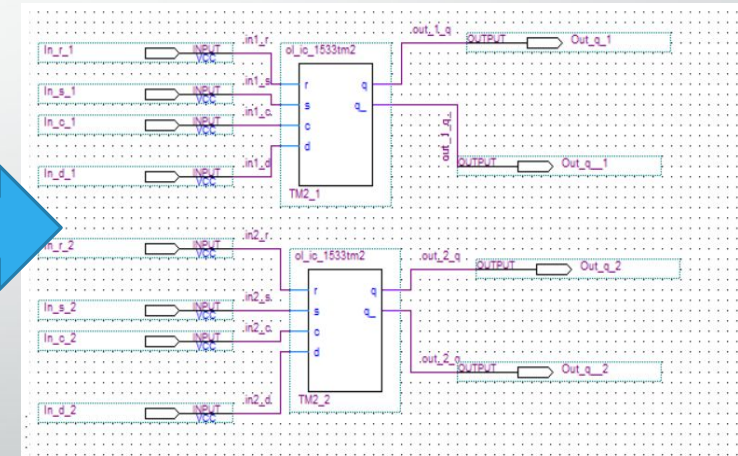 .out_1_q
OUTPUT
Out_q_1
In_r_1
INPUT
VCC
.in1_r.
ol_ic_1533tm2
r
q
In_s_1
INPUT
VCC
.in1_s
s
q_
In_c_1
INPUT
VCC
.in1_c.
c
d
out_1_q_
OUTPUT
Out_q__1
In_d_1
INPUT
VCC
.in1_d
TM2_1
In_r_2
INPUT
VCC
.in2_r.
ol_ic_1533tm2
.out_2_q
OUTPUT
Out_q_2
r
q
In_s_2
INPUT
VCC
.in2_s.
s
q_
In_c_2
INPUT
VCC
.in2_c.
c
d
.out_2_q_
OUTPUT
Out_q__2
In_d_2
INPUT
VCC
.in2_d.
TM2_2